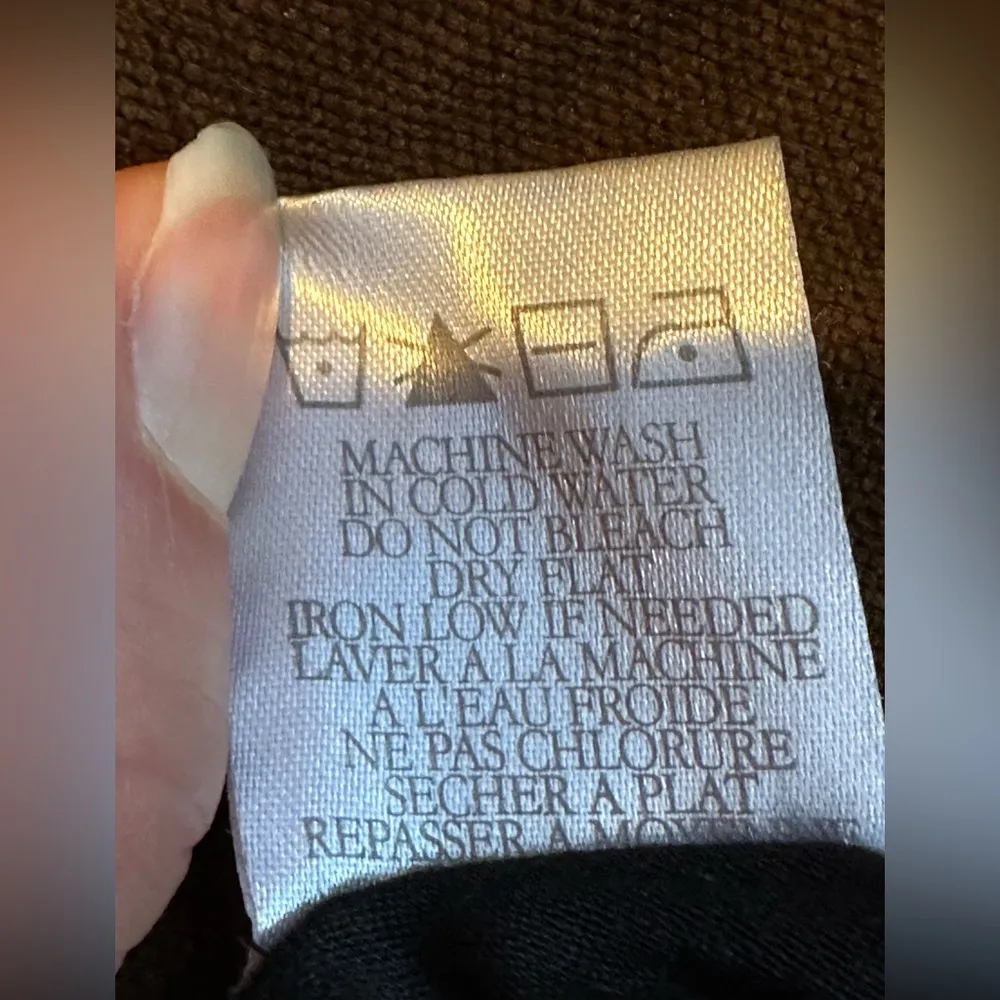 MACHINE WASH
IN COLD WATER
DO NOT BLEACH
DRY FLAT
IRON LOW IF NEEDED
LAVER A LA MACHINE
A L'EAU FROIDE
NE PAS CHLORURE
SECHER A PLAT
REPASSER A